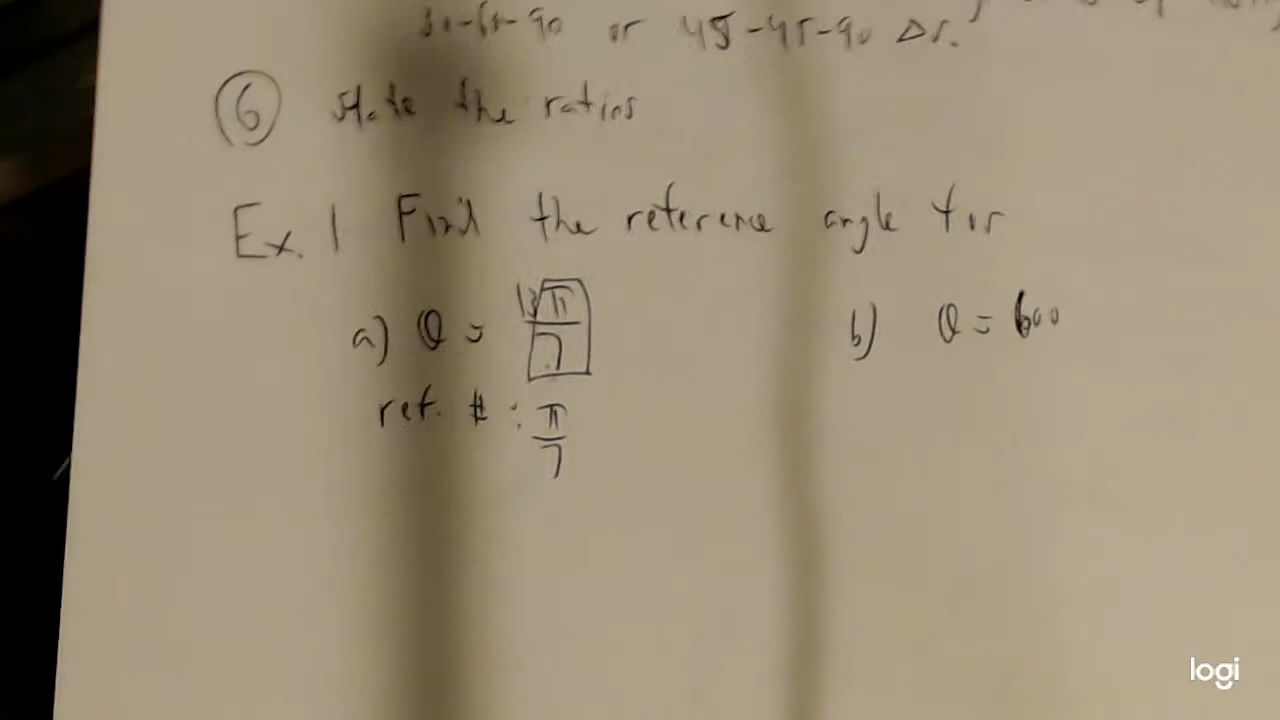 30-60-90 or 45-45-90 Δs.
⑥ State the ratios
Ex. 1 Find the reference angle for
a) θ = 13π/7
b) θ = 600
ref. # : π/7
logi